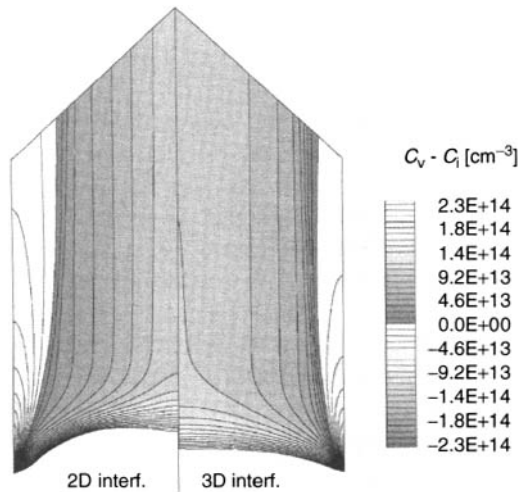 C_v - C_i [cm⁻³]
2.3E+14
1.8E+14
1.4E+14
9.2E+13
4.6E+13
0.0E+00
−4.6E+13
−9.2E+13
−1.4E+14
−1.8E+14
−2.3E+14
2D interf. 3D interf.